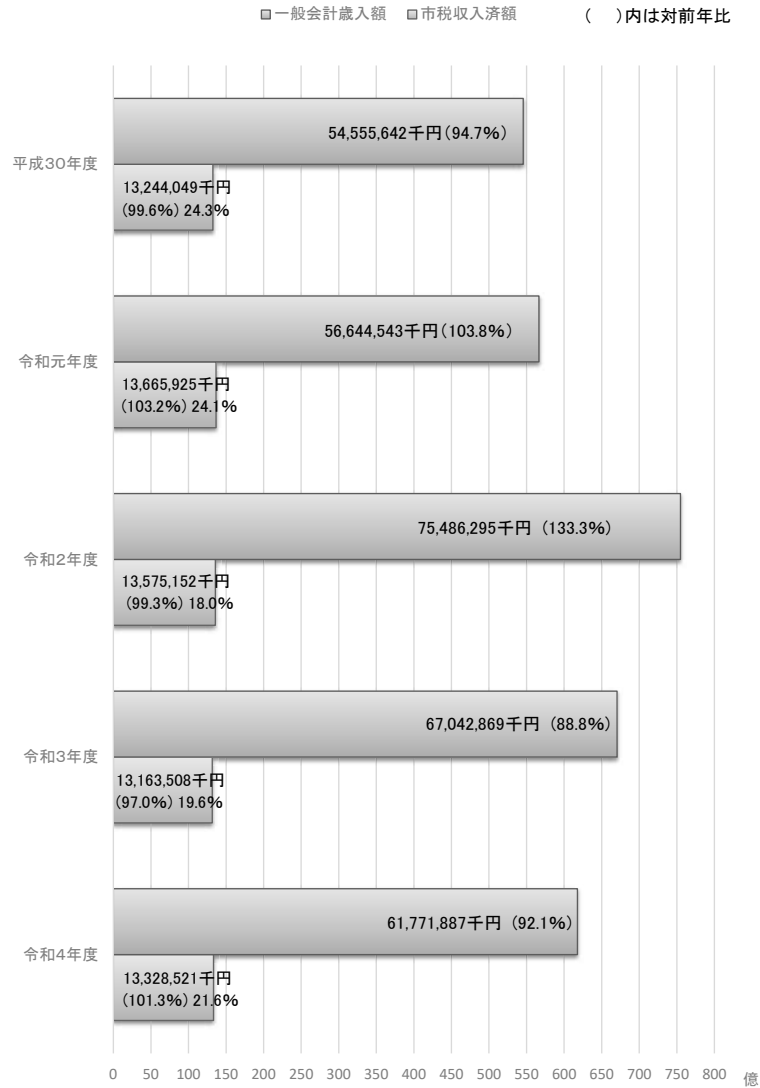 一般会計歳入額 市税収入済額 (　)内は対前年比
平成30年度
54,555,642千円(94.7%)
13,244,049千円
(99.6%) 24.3%
令和元年度
56,644,543千円(103.8%)
13,665,925千円
(103.2%) 24.1%
令和2年度
75,486,295千円 (133.3%)
13,575,152千円
(99.3%) 18.0%
令和3年度
67,042,869千円 (88.8%)
13,163,508千円
(97.0%) 19.6%
令和4年度
61,771,887千円 (92.1%)
13,328,521千円
(101.3%) 21.6%
0 50 100 150 200 250 300 350 400 450 500 550 600 650 700 750 800 億